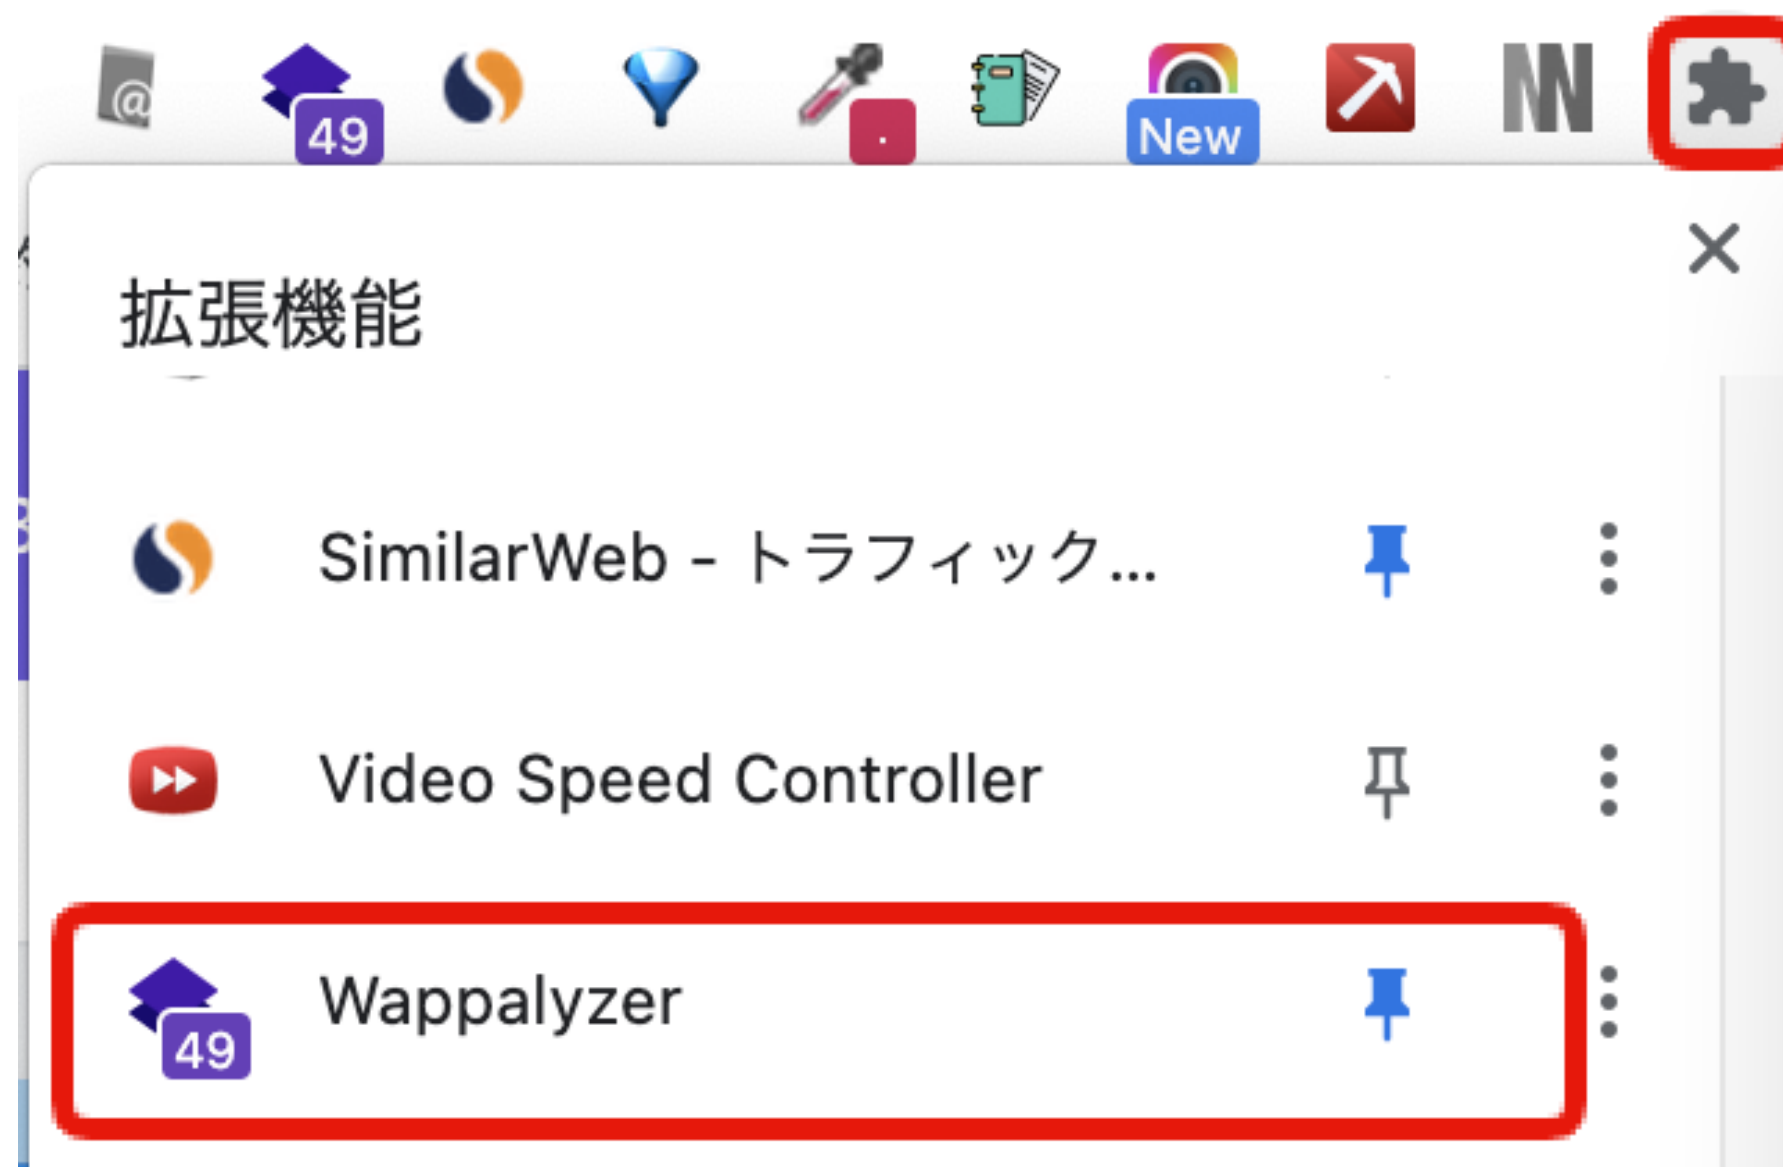 @
49
.
New
拡張機能
SimilarWeb - トラフィック...
Video Speed Controller
Wappalyzer
49